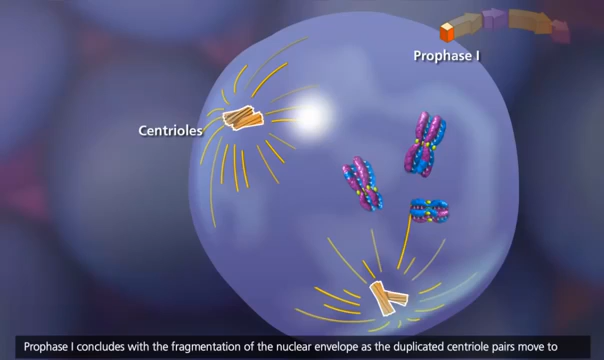 Prophase I
Centrioles
Prophase I concludes with the fragmentation of the nuclear envelope as the duplicated centriole pairs move to